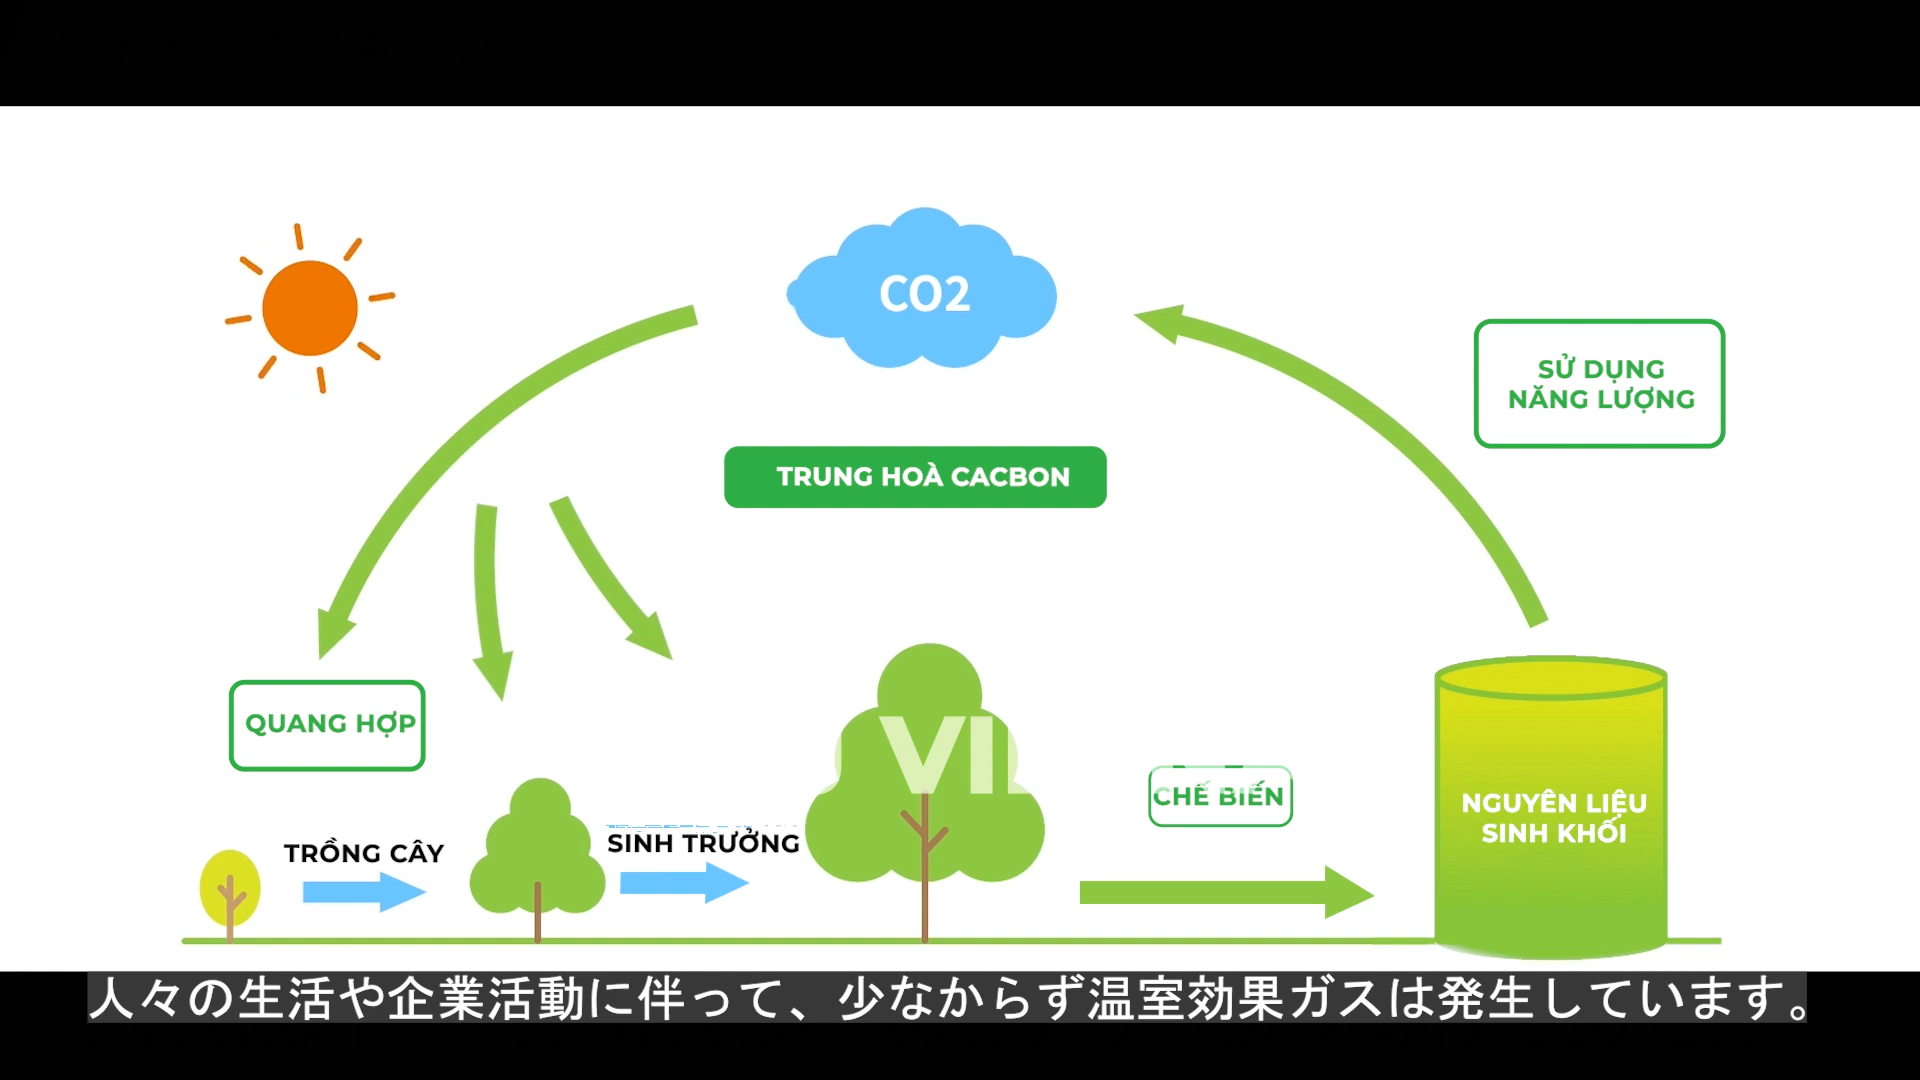 CO2
SỬ DỤNG
NĂNG LƯỢNG
TRUNG HOÀ CACBON
QUANG HỢP
CHẾ BIẾN
NGUYÊN LIỆU
SINH KHỐI
TRỒNG CÂY
SINH TRƯỞNG
人々の生活や企業活動に伴って、少なからず温室効果ガスは発生しています。